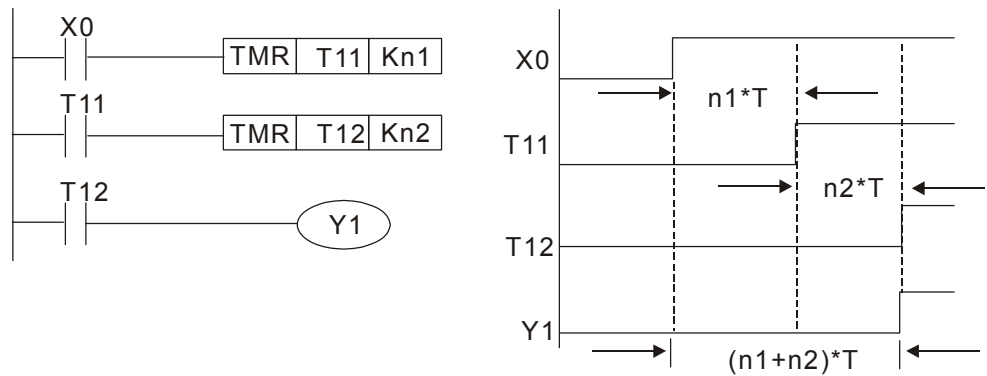 X0
TMR T11 Kn1
T11
TMR T12 Kn2
T12
Y1
X0
n1*T
T11
n2*T
T12
Y1
(n1+n2)*T